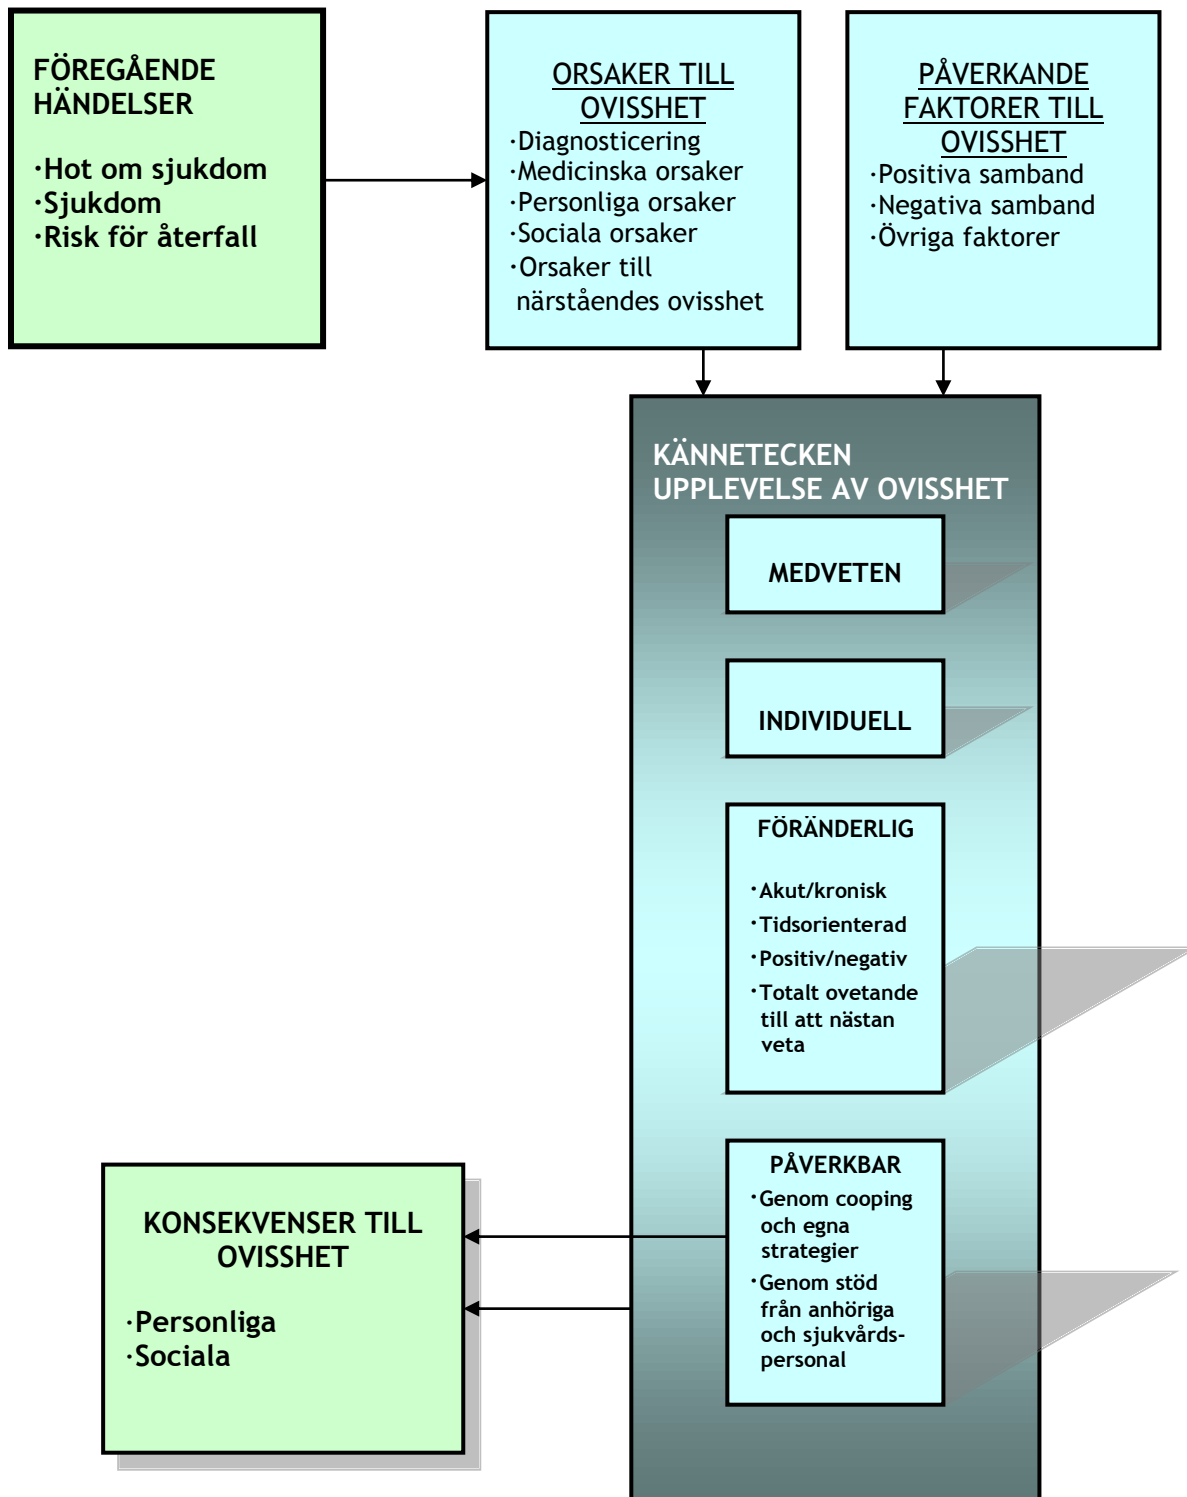 FÖREGÅENDE
HÄNDELSER
·Hot om sjukdom
·Sjukdom
·Risk för återfall
ORSAKER TILL
OVISSHET
·Diagnosticering
·Medicinska orsaker
·Personliga orsaker
·Sociala orsaker
·Orsaker till
närståendes ovisshet
PÅVERKANDE
FAKTORER TILL
OVISSHET
·Positiva samband
·Negativa samband
·Övriga faktorer
KÄNNETECKEN
UPPLEVELSE AV OVISSHET
MEDVETEN
INDIVIDUELL
FÖRÄNDERLIG
·Akut/kronisk
·Tidsorienterad
·Positiv/negativ
·Totalt ovetande
till att nästan
veta
PÅVERKBAR
·Genom cooping
och egna
strategier
·Genom stöd
från anhöriga
och sjukvårds-
personal
KONSEKVENSER TILL
OVISSHET
·Personliga
·Sociala